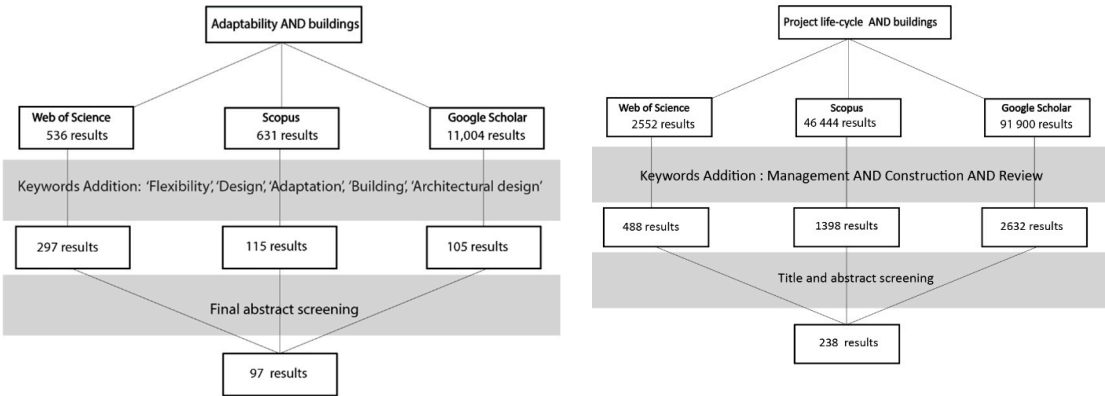 Adaptability AND buildings
Web of Science
536 results
Scopus
631 results
Google Scholar
11,004 results
Keywords Addition: ‘Flexibility’, ‘Design’, ‘Adaptation’, ‘Building’, ‘Architectural design’
297 results
115 results
105 results
Final abstract screening
97 results
Project life-cycle AND buildings
Web of Science
2552 results
Scopus
46 444 results
Google Scholar
91 900 results
Keywords Addition : Management AND Construction AND Review
488 results
1398 results
2632 results
Title and abstract screening
238 results